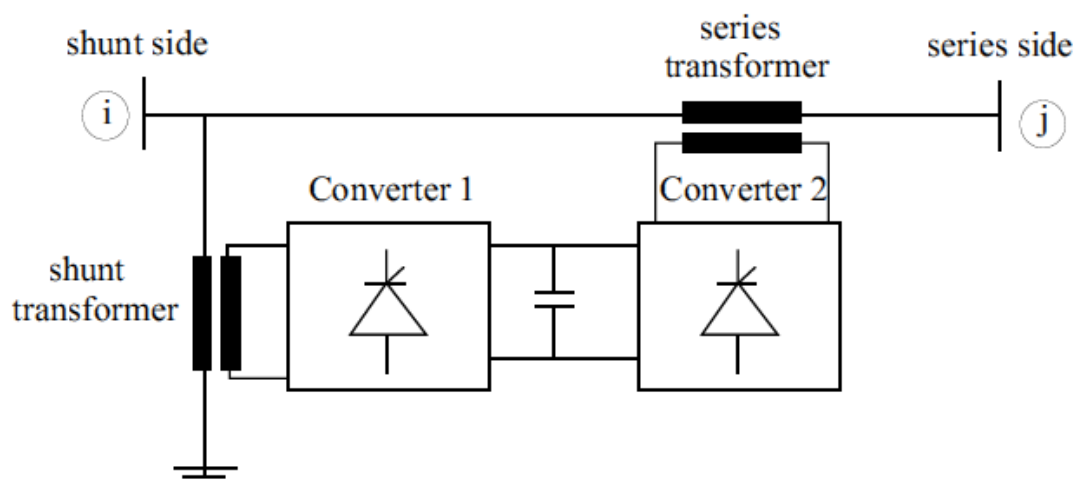 shunt side
series
transformer
series side
i
j
Converter 1
Converter 2
shunt
transformer